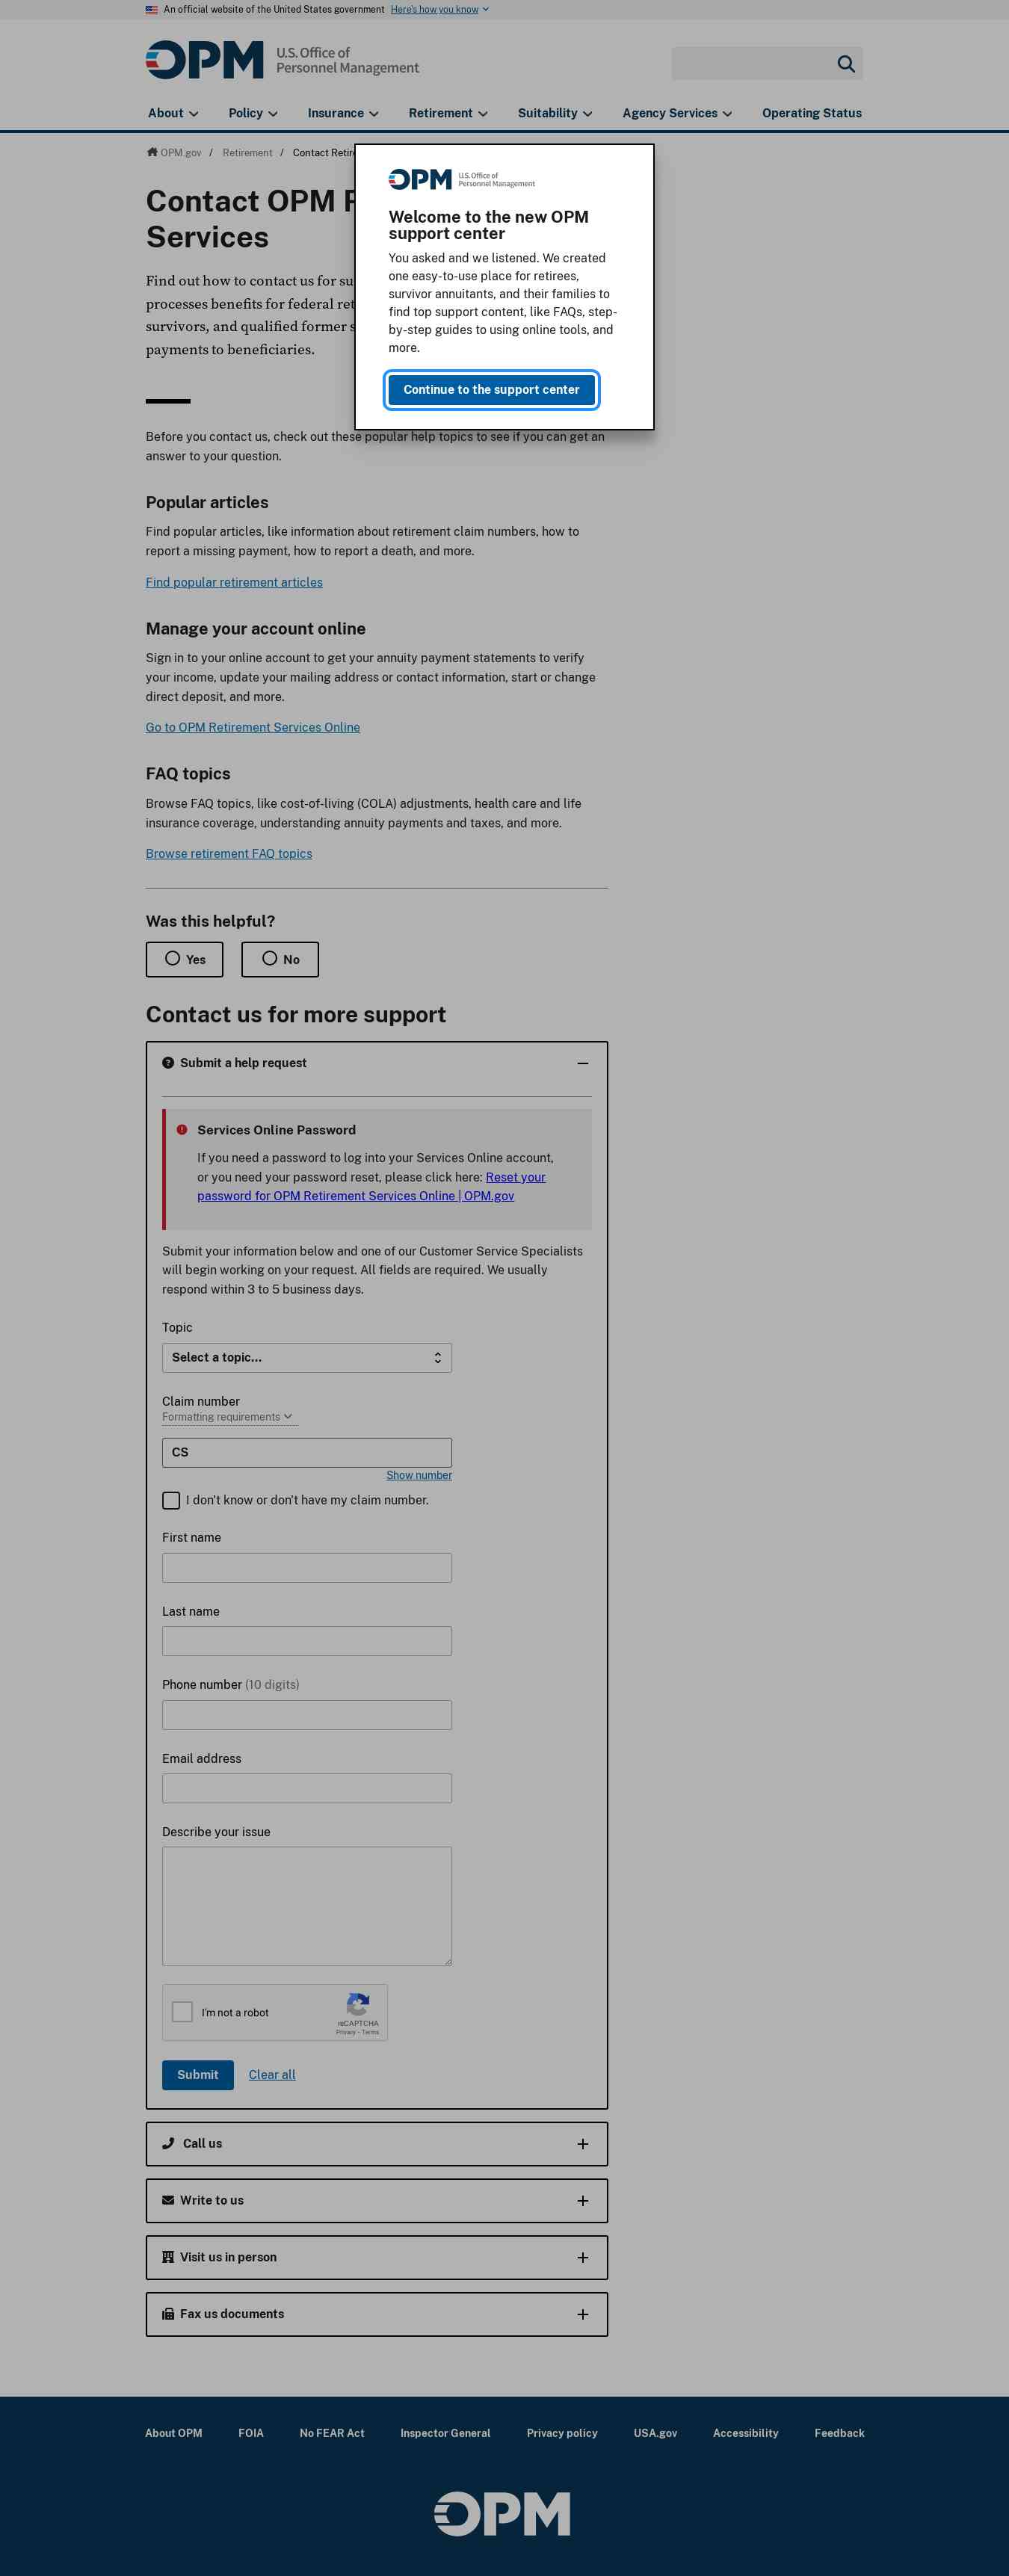 An official website of the United States government Here's how you know
OPM U.S. Office of
Personnel Management
About Policy Insurance Retirement Suitability Agency Services Operating Status
OPM.gov / Retirement / Contact Retire
Contact OPM
Services
Find out how to contact us for su
processes benefits for federal ret
survivors, and qualified former s
payments to beneficiaries.
OPM U.S. Office of
Personnel Management
Welcome to the new OPM
support center
You asked and we listened. We created
one easy-to-use place for retirees,
survivor annuitants, and their families to
find top support content, like FAQs, step-
by-step guides to using online tools, and
more.
Continue to the support center
Before you contact us, check out these popular help topics to see if you can get an
answer to your question.
Popular articles
Find popular articles, like information about retirement claim numbers, how to
report a missing payment, how to report a death, and more.
Find popular retirement articles
Manage your account online
Sign in to your online account to get your annuity payment statements to verify
your income, update your mailing address or contact information, start or change
direct deposit, and more.
Go to OPM Retirement Services Online
FAQ topics
Browse FAQ topics, like cost-of-living (COLA) adjustments, health care and life
insurance coverage, understanding annuity payments and taxes, and more.
Browse retirement FAQ topics
Was this helpful?
Yes No
Contact us for more support
Submit a help request
Services Online Password
If you need a password to log into your Services Online account,
or you need your password reset, please click here: Reset your
password for OPM Retirement Services Online | OPM.gov
Submit your information below and one of our Customer Service Specialists
will begin working on your request. All fields are required. We usually
respond within 3 to 5 business days.
Topic
Select a topic...
Claim number
Formatting requirements
CS
Show number
I don't know or don't have my claim number.
First name
Last name
Phone number (10 digits)
Email address
Describe your issue
I'm not a robot
reCAPTCHA
Privacy - Terms
Submit Clear all
Call us
Write to us
Visit us in person
Fax us documents
About OPM FOIA No FEAR Act Inspector General Privacy policy USA.gov Accessibility Feedback
OPM